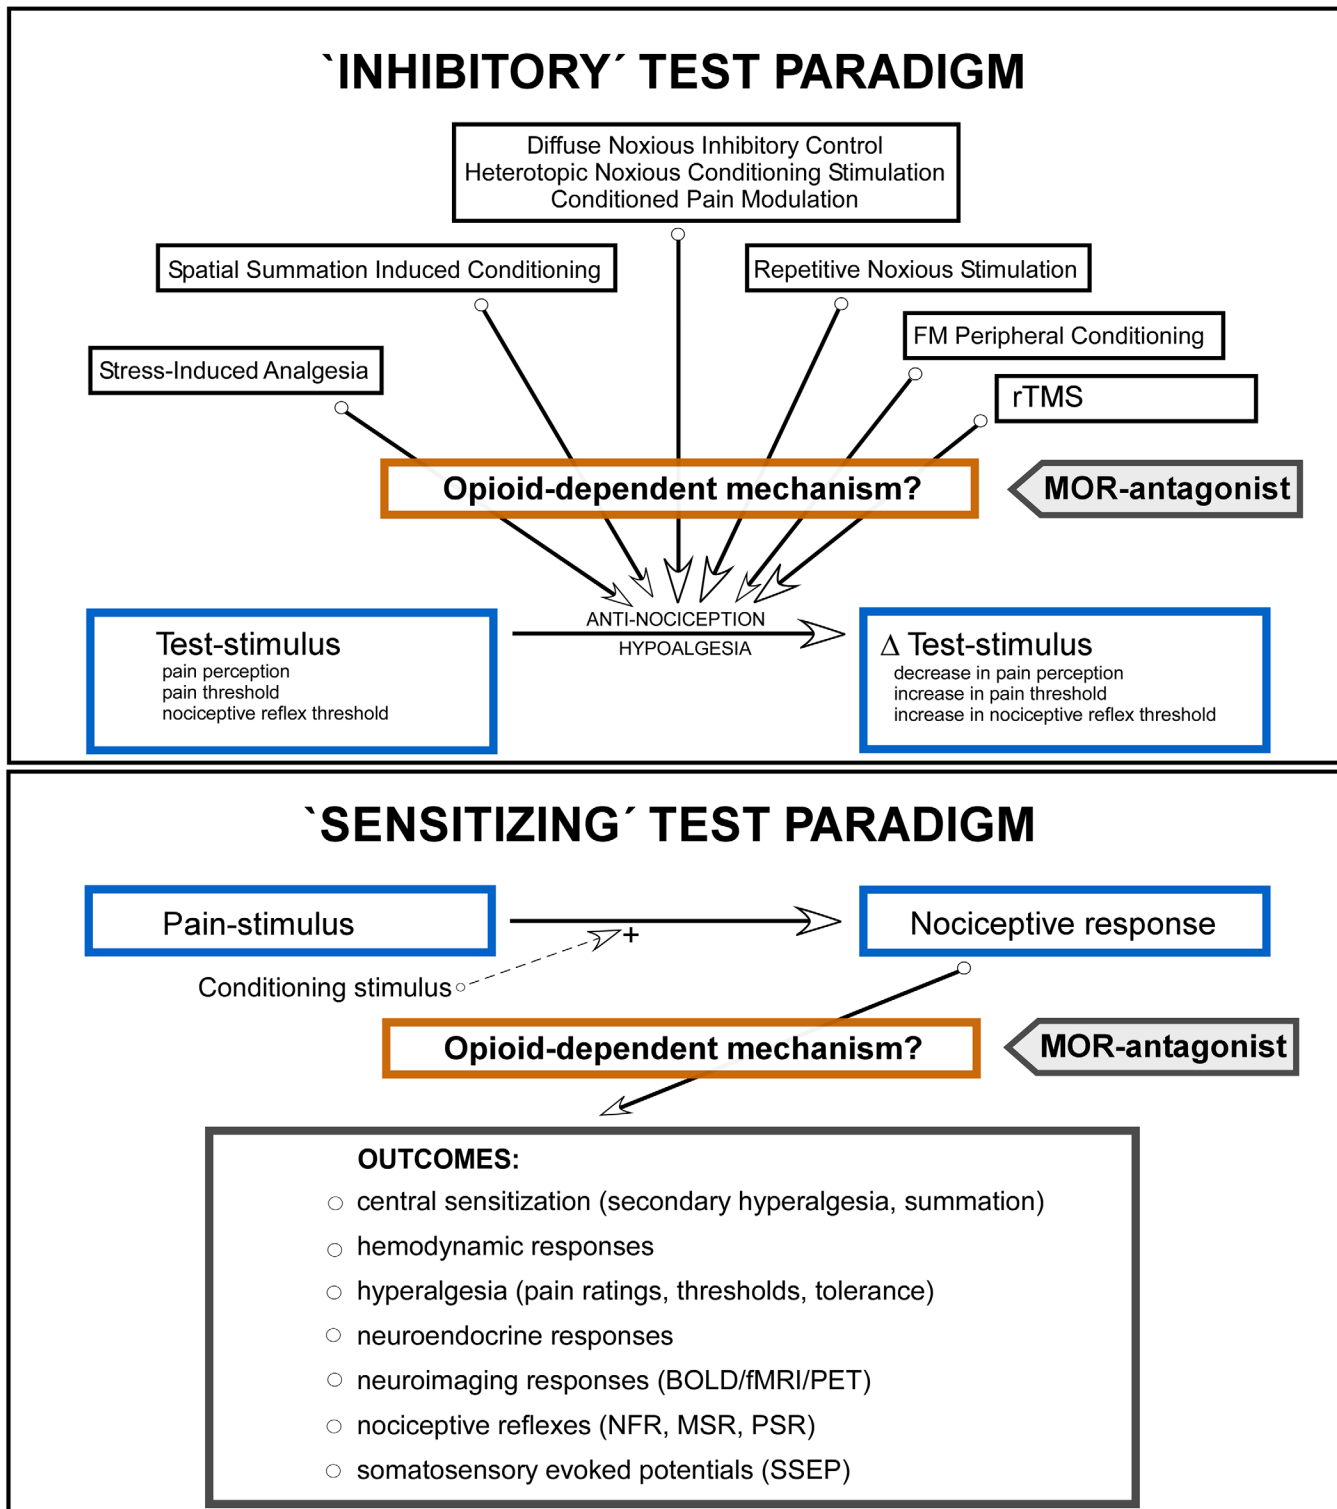 `INHIBITORY´ TEST PARADIGM
Diffuse Noxious Inhibitory Control
Heterotopic Noxious Conditioning Stimulation
Conditioned Pain Modulation
Spatial Summation Induced Conditioning
Repetitive Noxious Stimulation
FM Peripheral Conditioning
Stress-Induced Analgesia
rTMS
Opioid-dependent mechanism?
MOR-antagonist
ANTI-NOCICEPTION
HYPOALGESIA
Test-stimulus
pain perception
pain threshold
nociceptive reflex threshold
Δ Test-stimulus
decrease in pain perception
increase in pain threshold
increase in nociceptive reflex threshold
`SENSITIZING´ TEST PARADIGM
Pain-stimulus
+
Nociceptive response
Conditioning stimulus
Opioid-dependent mechanism?
MOR-antagonist
OUTCOMES:
central sensitization (secondary hyperalgesia, summation)
hemodynamic responses
hyperalgesia (pain ratings, thresholds, tolerance)
neuroendocrine responses
neuroimaging responses (BOLD/fMRI/PET)
nociceptive reflexes (NFR, MSR, PSR)
somatosensory evoked potentials (SSEP)